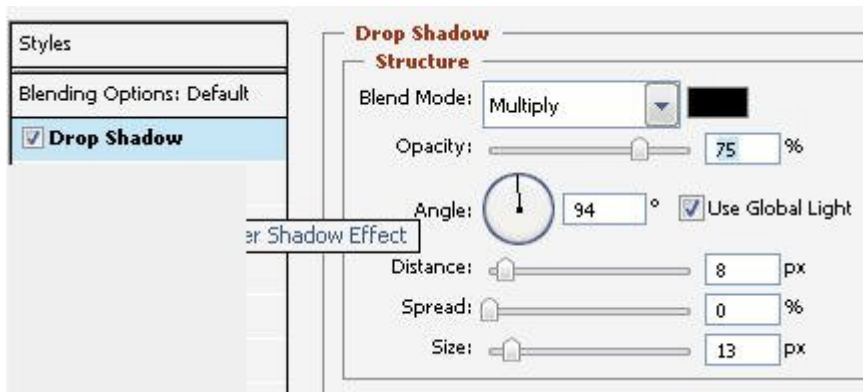 Styles
Blending Options: Default
Drop Shadow
er Shadow Effect
Drop Shadow
Structure
Blend Mode: Multiply
Opacity: 75 %
Angle: 94 ° Use Global Light
Distance: 8 px
Spread: 0 %
Size: 13 px